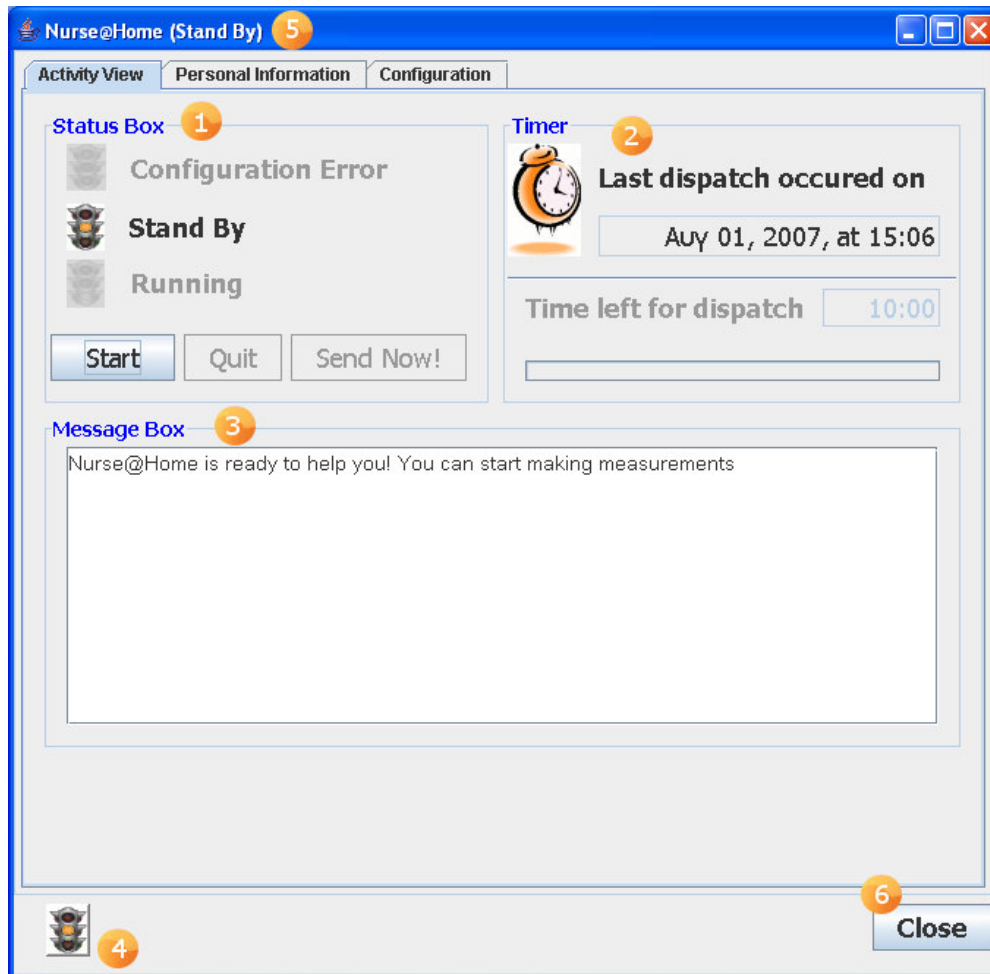 Nurse@Home (Stand By) 5
Activity View Personal Information Configuration
Status Box 1
Configuration Error
Stand By
Running
Start Quit Send Now!
Timer 2
Last dispatch occured on
Auy 01, 2007, at 15:06
Time left for dispatch 10:00
Message Box 3
Nurse@Home is ready to help you! You can start making measurements
4
6
Close